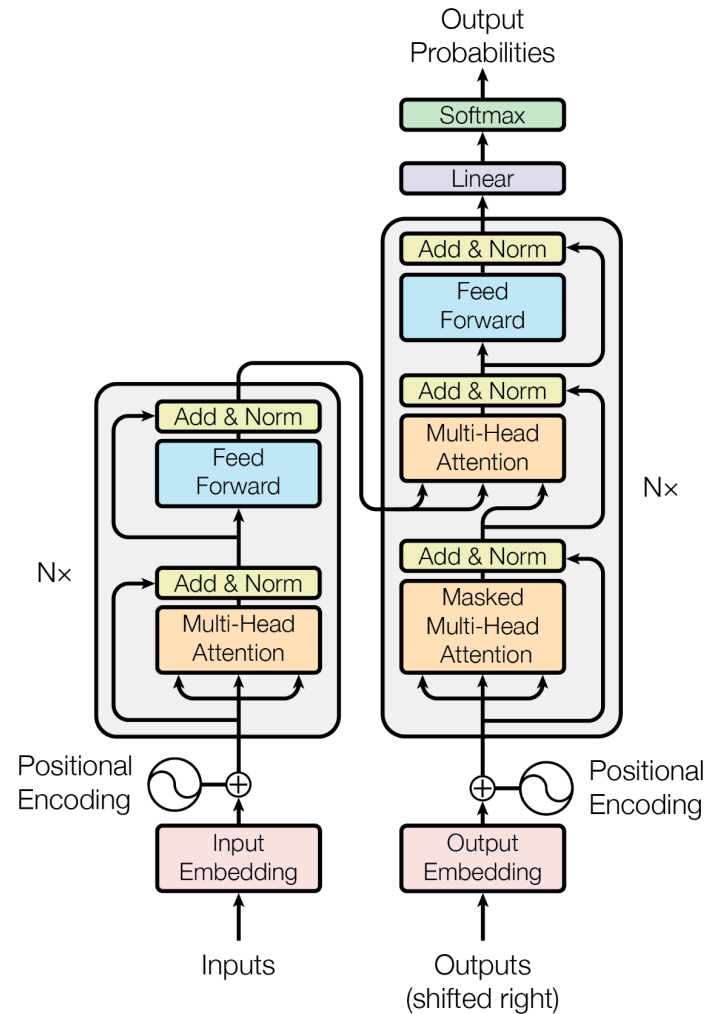 Output
Probabilities
Softmax
Linear
Add & Norm
Feed
Forward
Add & Norm
Multi-Head
Attention
N×
Add & Norm
Masked
Multi-Head
Attention
Add & Norm
Feed
Forward
N×
Add & Norm
Multi-Head
Attention
Positional
Encoding
Positional
Encoding
Input
Embedding
Output
Embedding
Inputs
Outputs
(shifted right)